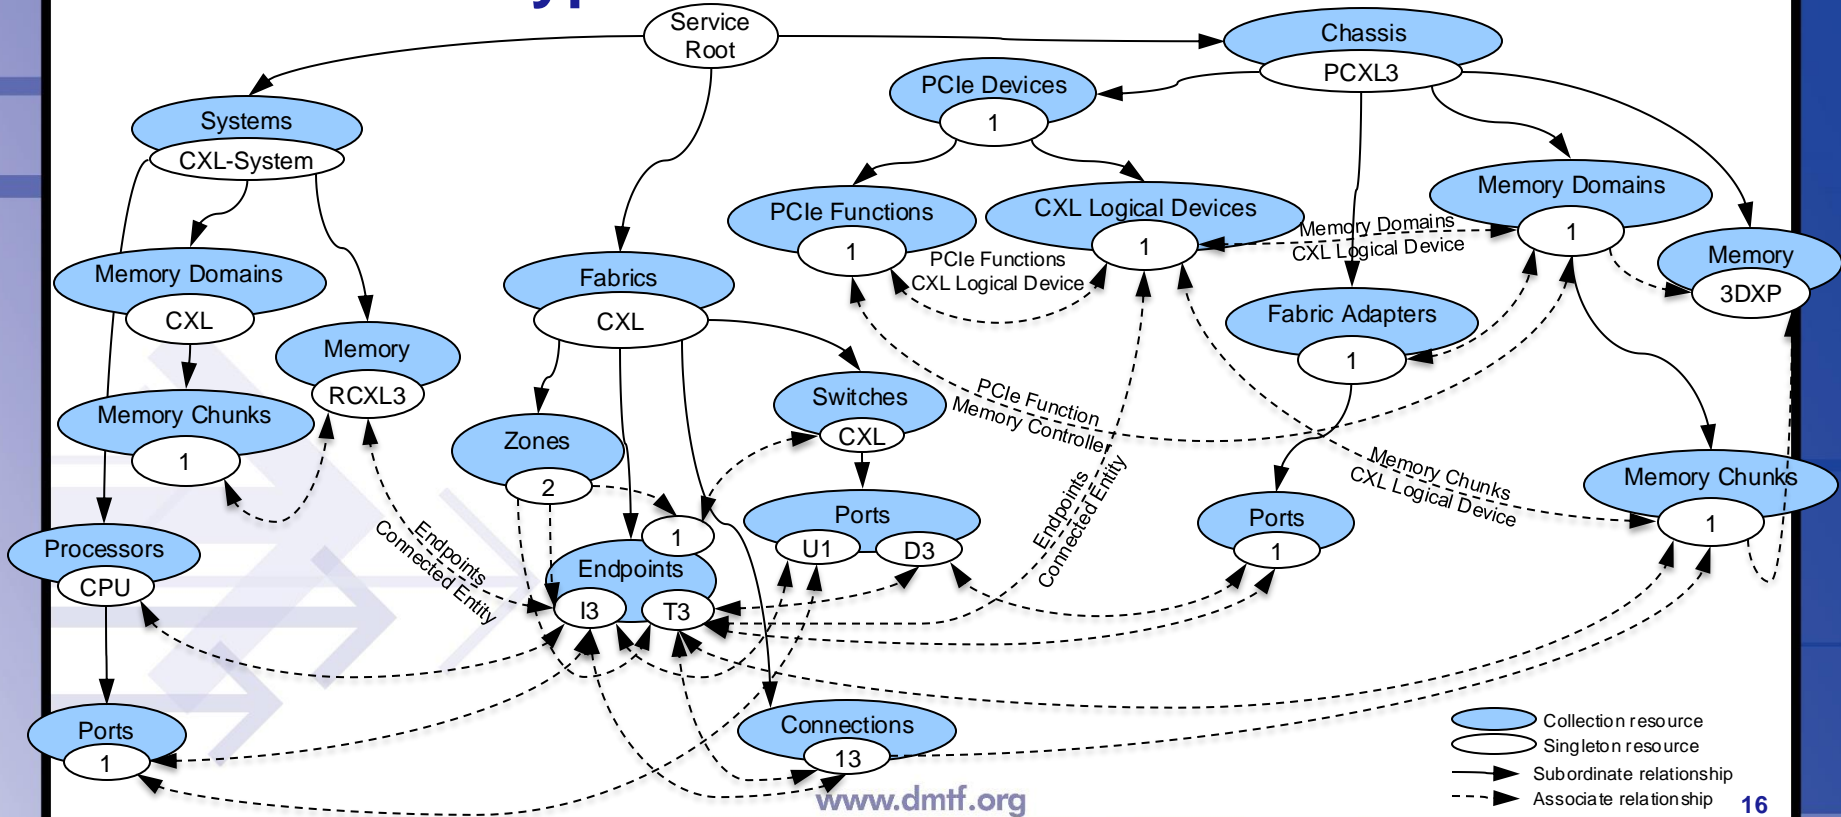 Service
Root
Chassis
PCXL3
PCIe Devices
1
Systems
CXL-System
Memory Domains
1
PCIe Functions
1
CXL Logical Devices
1
Memory Domains
CXL Logical Device
Memory
3DXP
PCIe Functions
CXL Logical Device
Memory Domains
CXL
Fabrics
CXL
Fabric Adapters
1
Memory
RCXL3
Switches
CXL
PCIe Function
Memory Controller
Memory Chunks
1
Zones
2
Memory Chunks
CXL Logical Device
Memory Chunks
1
Endpoints
Connected Entity
Ports
U1
D3
Ports
1
1
Endpoints
I3
T3
Endpoints
Connected Entity
Processors
CPU
Ports
1
Connections
13
Collection resource
Singleton resource
Subordinate relationship
Associate relationship
www.dmtf.org
16